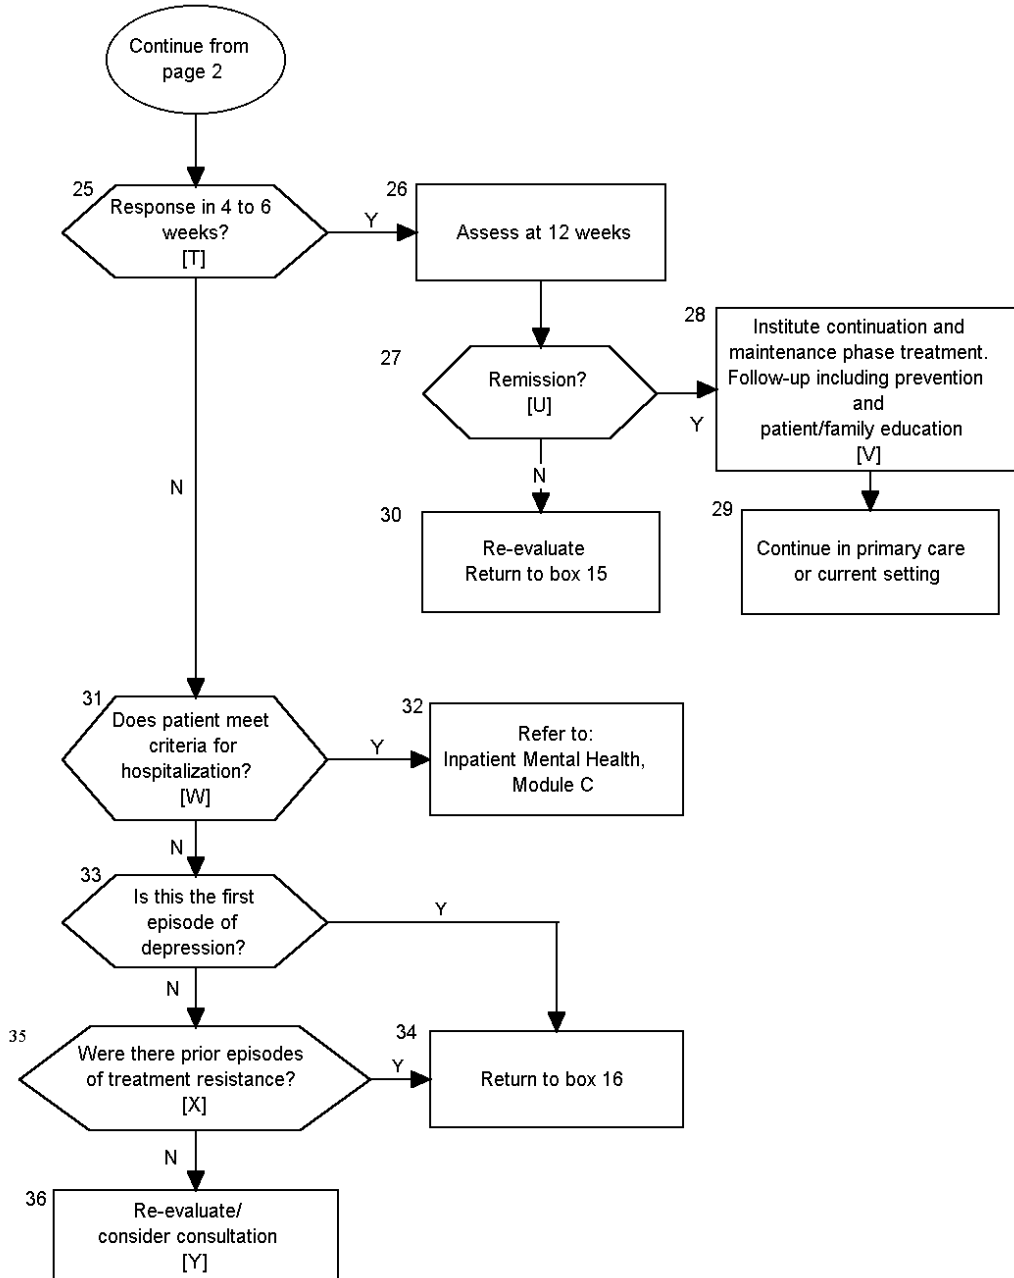 Continue from
page 2
25
Response in 4 to 6
weeks?
[T]
Y
26
Assess at 12 weeks
27
Remission?
[U]
Y
28
Institute continuation and
maintenance phase treatment.
Follow-up including prevention
and
patient/family education
[V]
N
29
Continue in primary care
or current setting
30
Re-evaluate
Return to box 15
N
31
Does patient meet
criteria for
hospitalization?
[W]
Y
32
Refer to:
Inpatient Mental Health,
Module C
N
33
Is this the first
episode of
depression?
Y
N
35
Were there prior episodes
of treatment resistance?
[X]
Y
34
Return to box 16
N
36
Re-evaluate/
consider consultation
[Y]